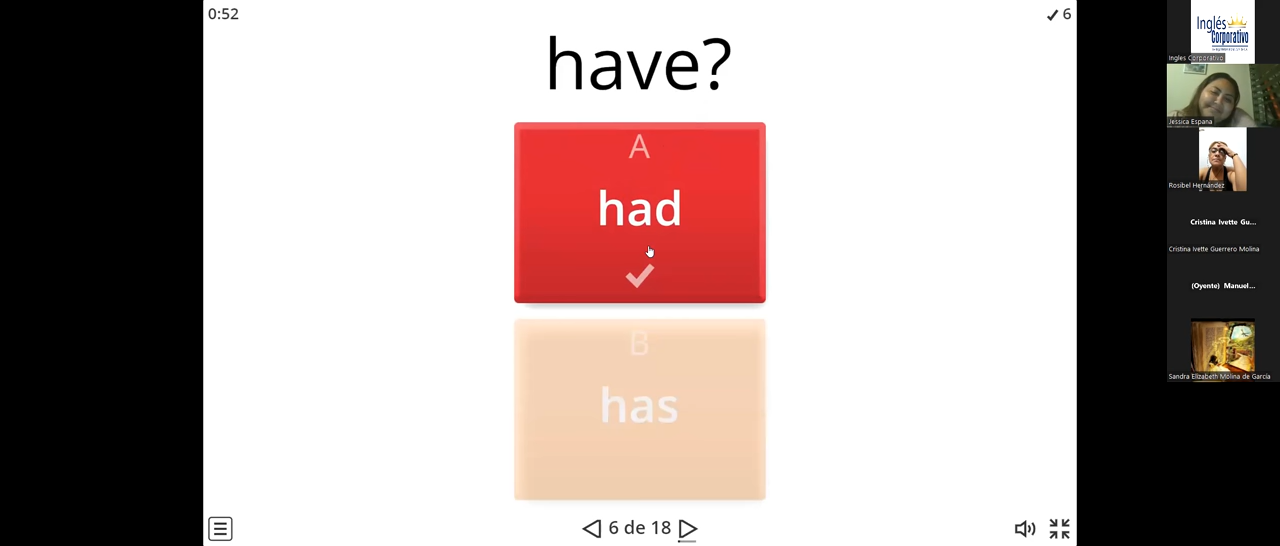 0:52
6
have?
A
had
B
has
6 de 18
Inglés
Corporativo
Ingles Corporativo
Jessica Espana
Rosibel Hernández
Cristina Ivette Gu...
Cristina Ivette Guerrero Molina
(Oyente) Manuel...
Sandra Elizabeth Molina de García